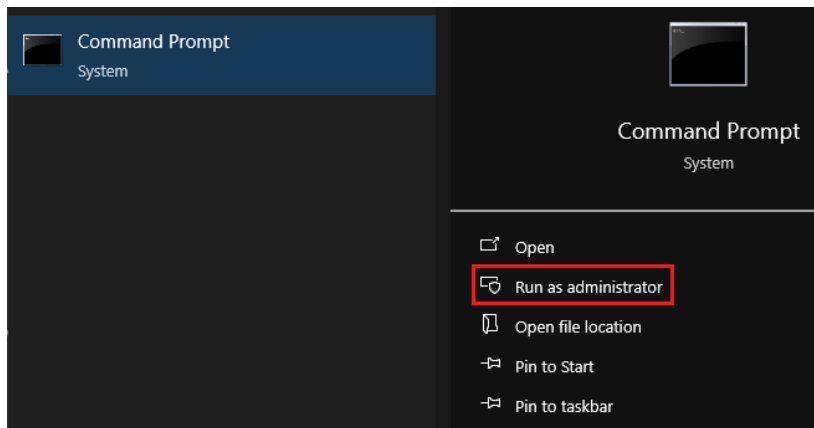 Command Prompt
System
Command Prompt
System
Open
Run as administrator
Open file location
Pin to Start
Pin to taskbar